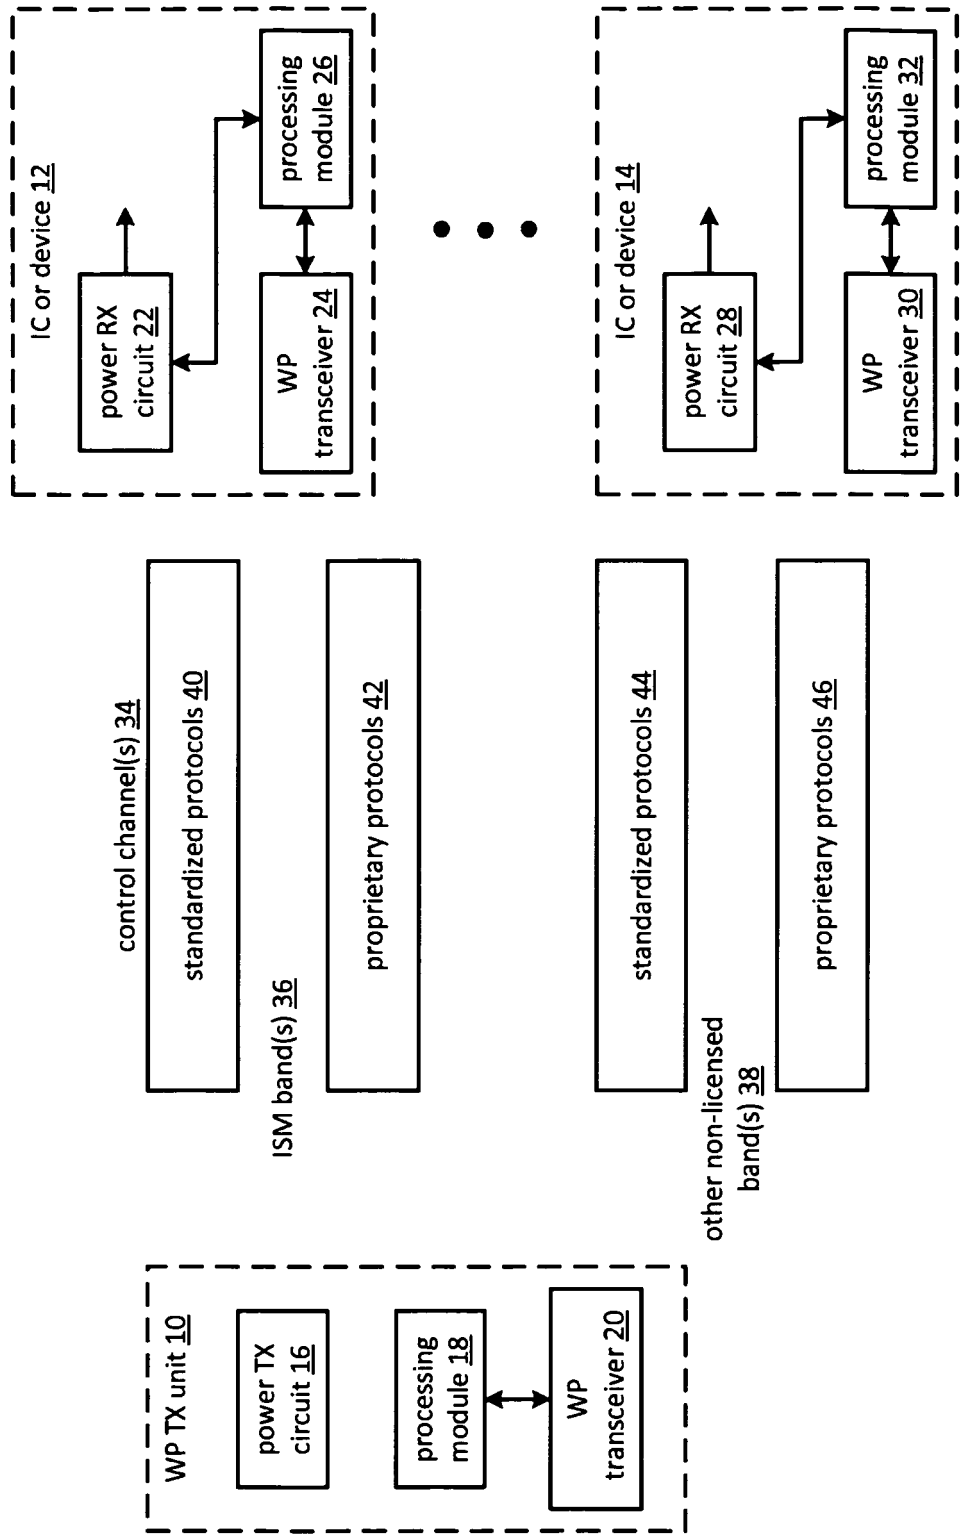 WP TX unit 10
power TX
circuit 16
processing
module 18
WP
transceiver 20
control channel(s) 34
standardized protocols 40
ISM band(s) 36
proprietary protocols 42
standardized protocols 44
other non-licensed
band(s) 38
proprietary protocols 46
IC or device 12
power RX
circuit 22
processing
module 26
WP
transceiver 24
IC or device 14
power RX
circuit 28
processing
module 32
WP
transceiver 30